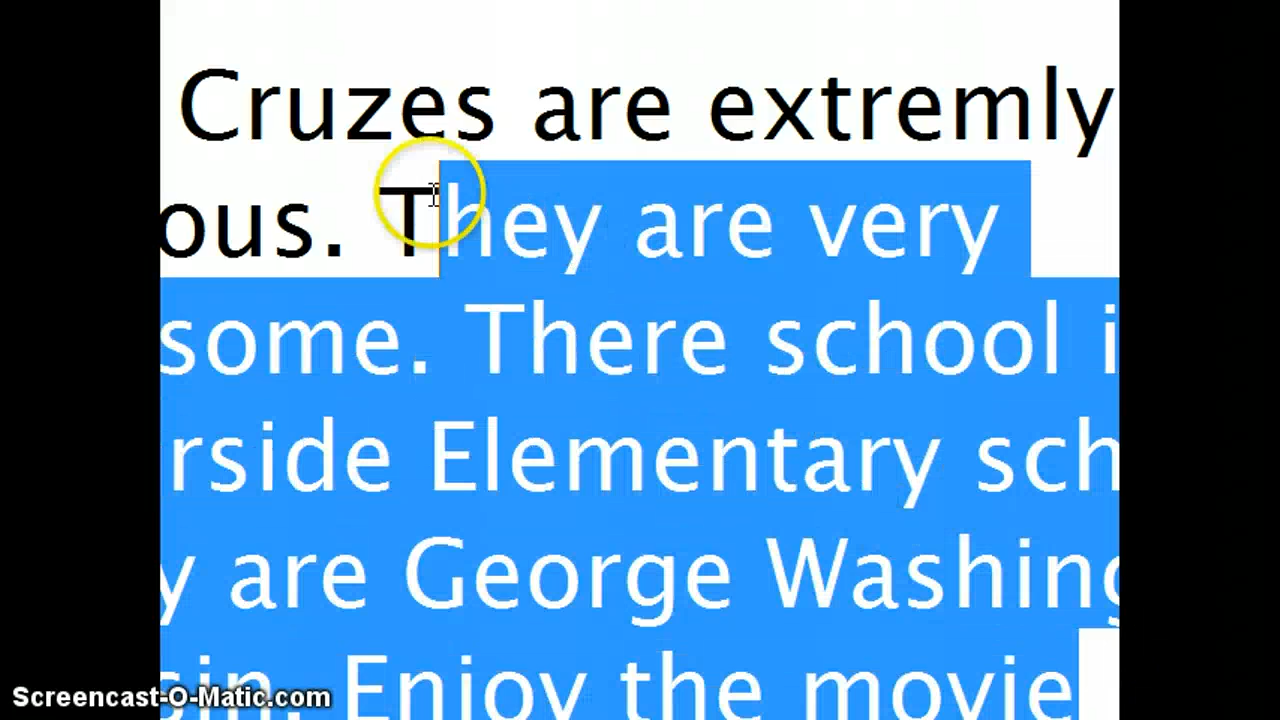 Cruzes are extremly
ous. They are very
some. There school i
rside Elementary sch
y are George Washing
sin. Enjoy the movie
Screencast-O-Matic.com